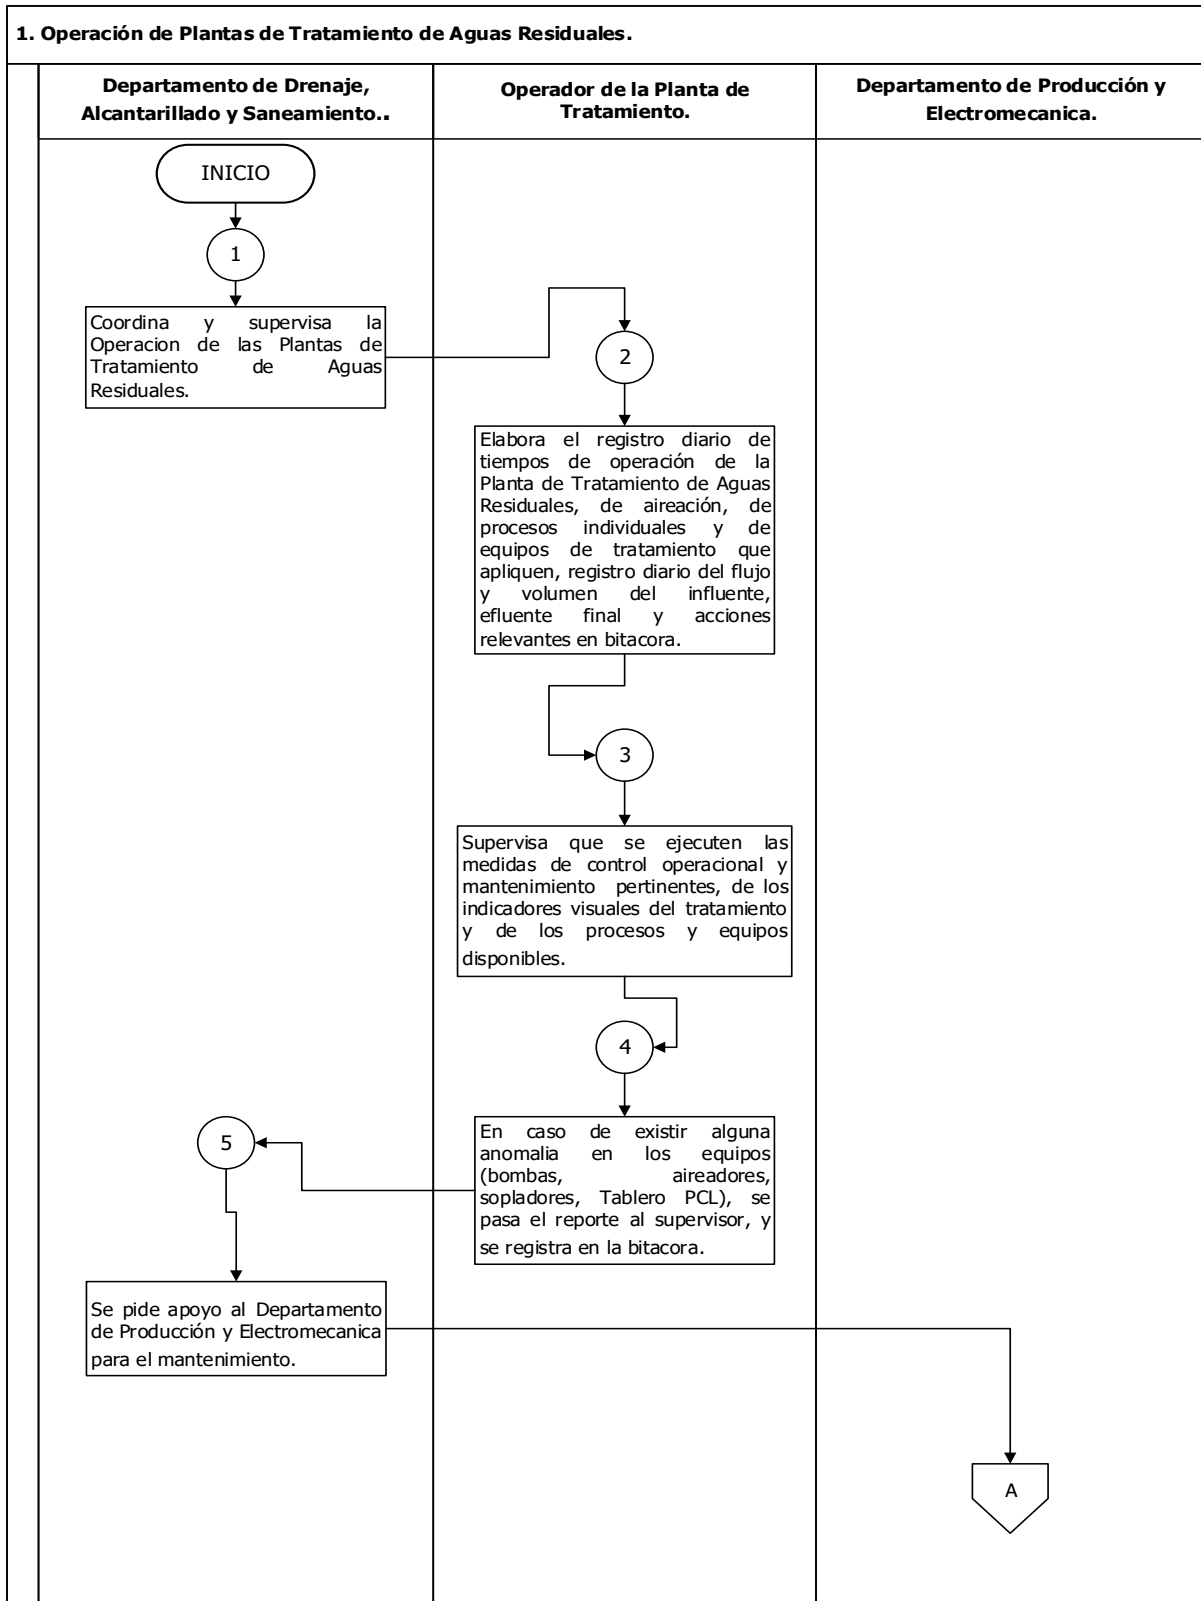 1. Operación de Plantas de Tratamiento de Aguas Residuales.
Departamento de Drenaje,
Alcantarillado y Saneamiento..
Operador de la Planta de
Tratamiento.
Departamento de Producción y
Electromecanica.
INICIO
1
Coordina y supervisa la
Operacion de las Plantas de
Tratamiento de Aguas
Residuales.
2
Elabora el registro diario de
tiempos de operación de la
Planta de Tratamiento de Aguas
Residuales, de aireación, de
procesos individuales y de
equipos de tratamiento que
apliquen, registro diario del flujo
y volumen del influente,
efluente final y acciones
relevantes en bitacora.
3
Supervisa que se ejecuten las
medidas de control operacional y
mantenimiento pertinentes, de los
indicadores visuales del tratamiento
y de los procesos y equipos
disponibles.
4
En caso de existir alguna
anomalia en los equipos
(bombas, aireadores,
sopladores, Tablero PCL), se
pasa el reporte al supervisor, y
se registra en la bitacora.
5
Se pide apoyo al Departamento
de Producción y Electromecanica
para el mantenimiento.
A